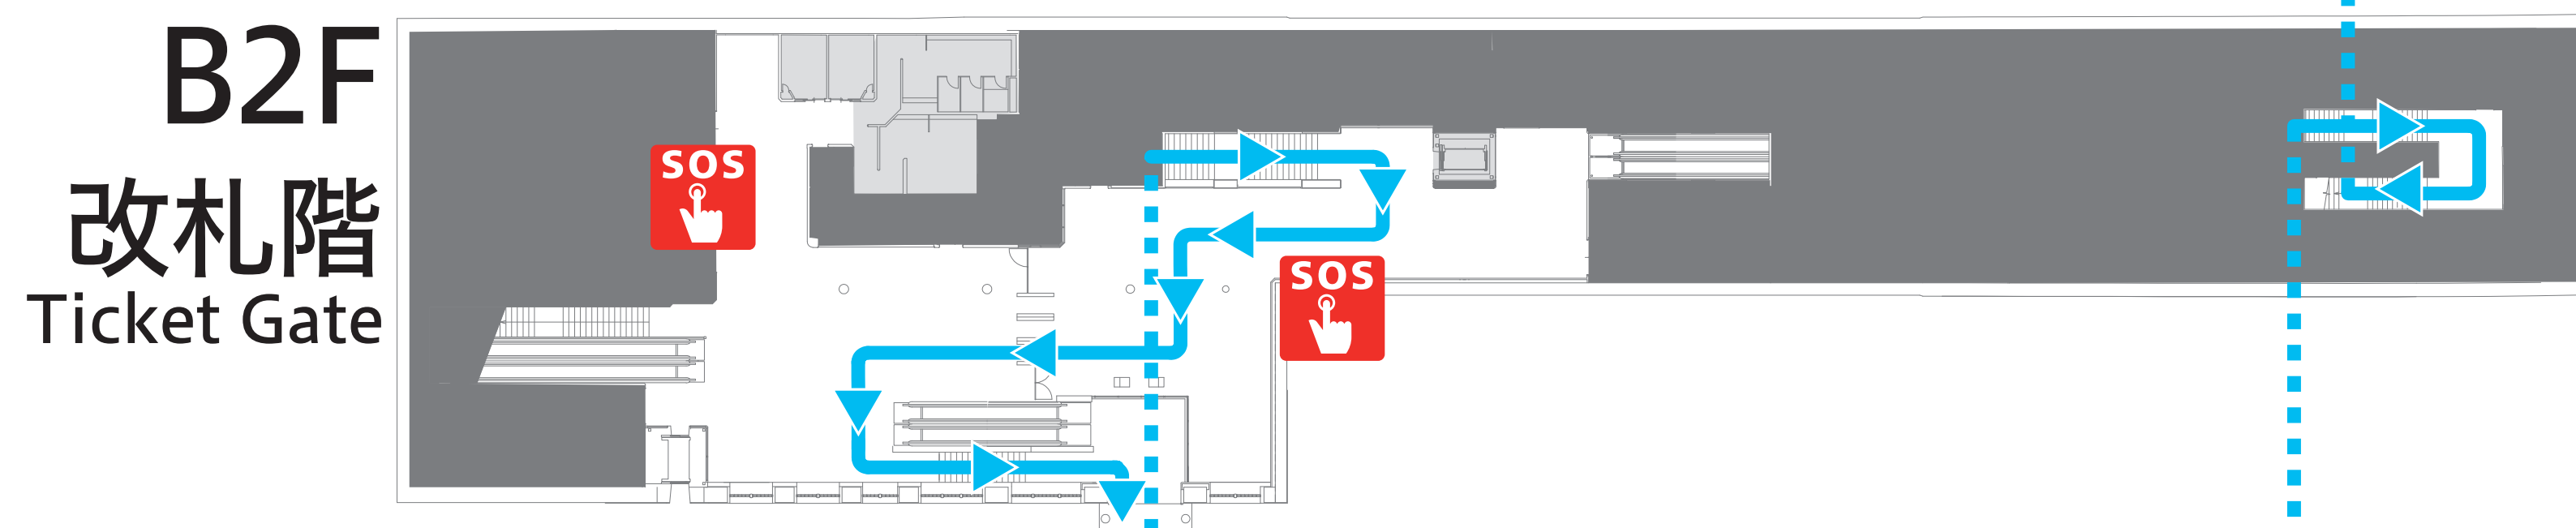 B2F
改札階
Ticket Gate
SOS
SOS